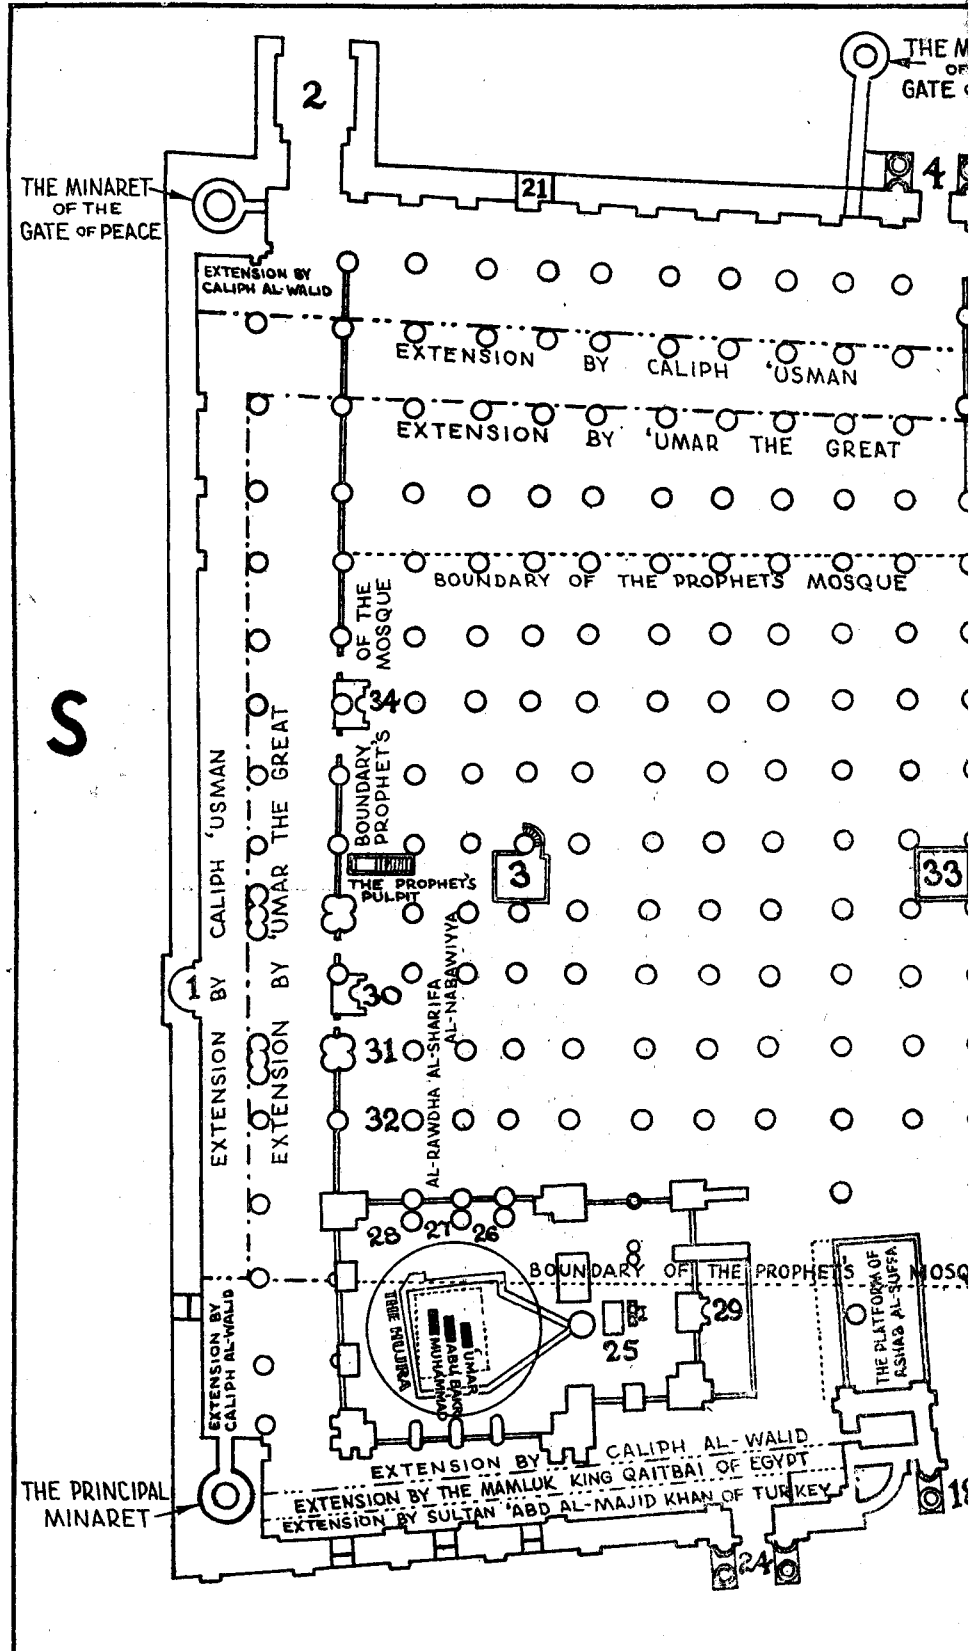 2
THE M
OF
GATE
4
THE MINARET
OF THE
GATE OF PEACE
21
EXTENSION BY
CALIPH AL-WALID
EXTENSION BY CALIPH 'USMAN
EXTENSION BY 'UMAR THE GREAT
BOUNDARY OF THE PROPHETS MOSQUE
BOUNDARY OF THE
PROPHET'S MOSQUE
34
S
EXTENSION BY CALIPH 'USMAN
EXTENSION BY 'UMAR THE GREAT
THE PROPHET'S
PULPIT
3
33
AL-RAWDHA AL-SHARIFA
AL-NABAWIYYA
30
31
32
28
27
26
BOUNDARY OF THE PROPHET'S MOSQ
THE HUJRA
'UMAR
ABU BAKR
MUHAMMAD
25
29
THE PLATFORM OF
ASHAB AL-SUFFA
EXTENSION BY
CALIPH AL-WALID
EXTENSION BY CALIPH AL-WALID
EXTENSION BY THE MAMLUK KING QAITBAI OF EGYPT
EXTENSION BY SULTAN 'ABD AL-MAJID KHAN OF TURKEY
THE PRINCIPAL
MINARET
18
24